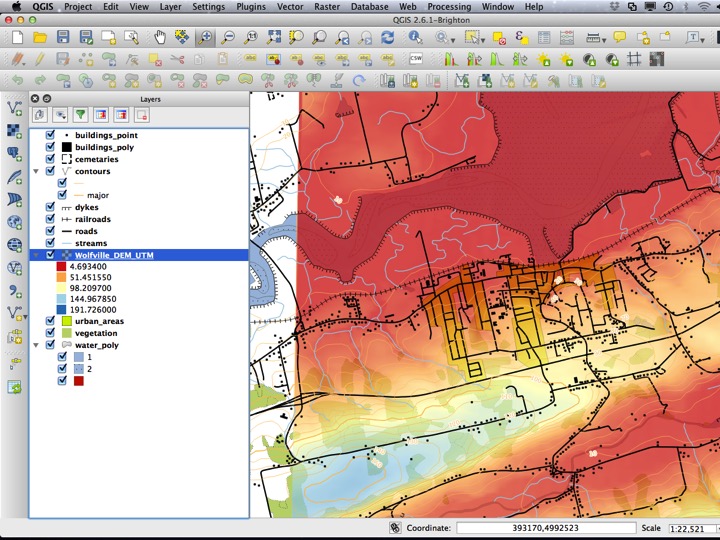 QGIS Project Edit View Layer Settings Plugins Vector Raster Database Web Processing Window Help
QGIS 2.6.1-Brighton
CSW
Layers
buildings_point
buildings_poly
cemetaries
contours
major
dykes
railroads
roads
streams
Wolfville_DEM_UTM
4.693400
51.451550
98.209700
144.967850
191.726000
urban_areas
vegetation
water_poly
1
2
Coordinate: 393170,4992523 Scale 1:22,521